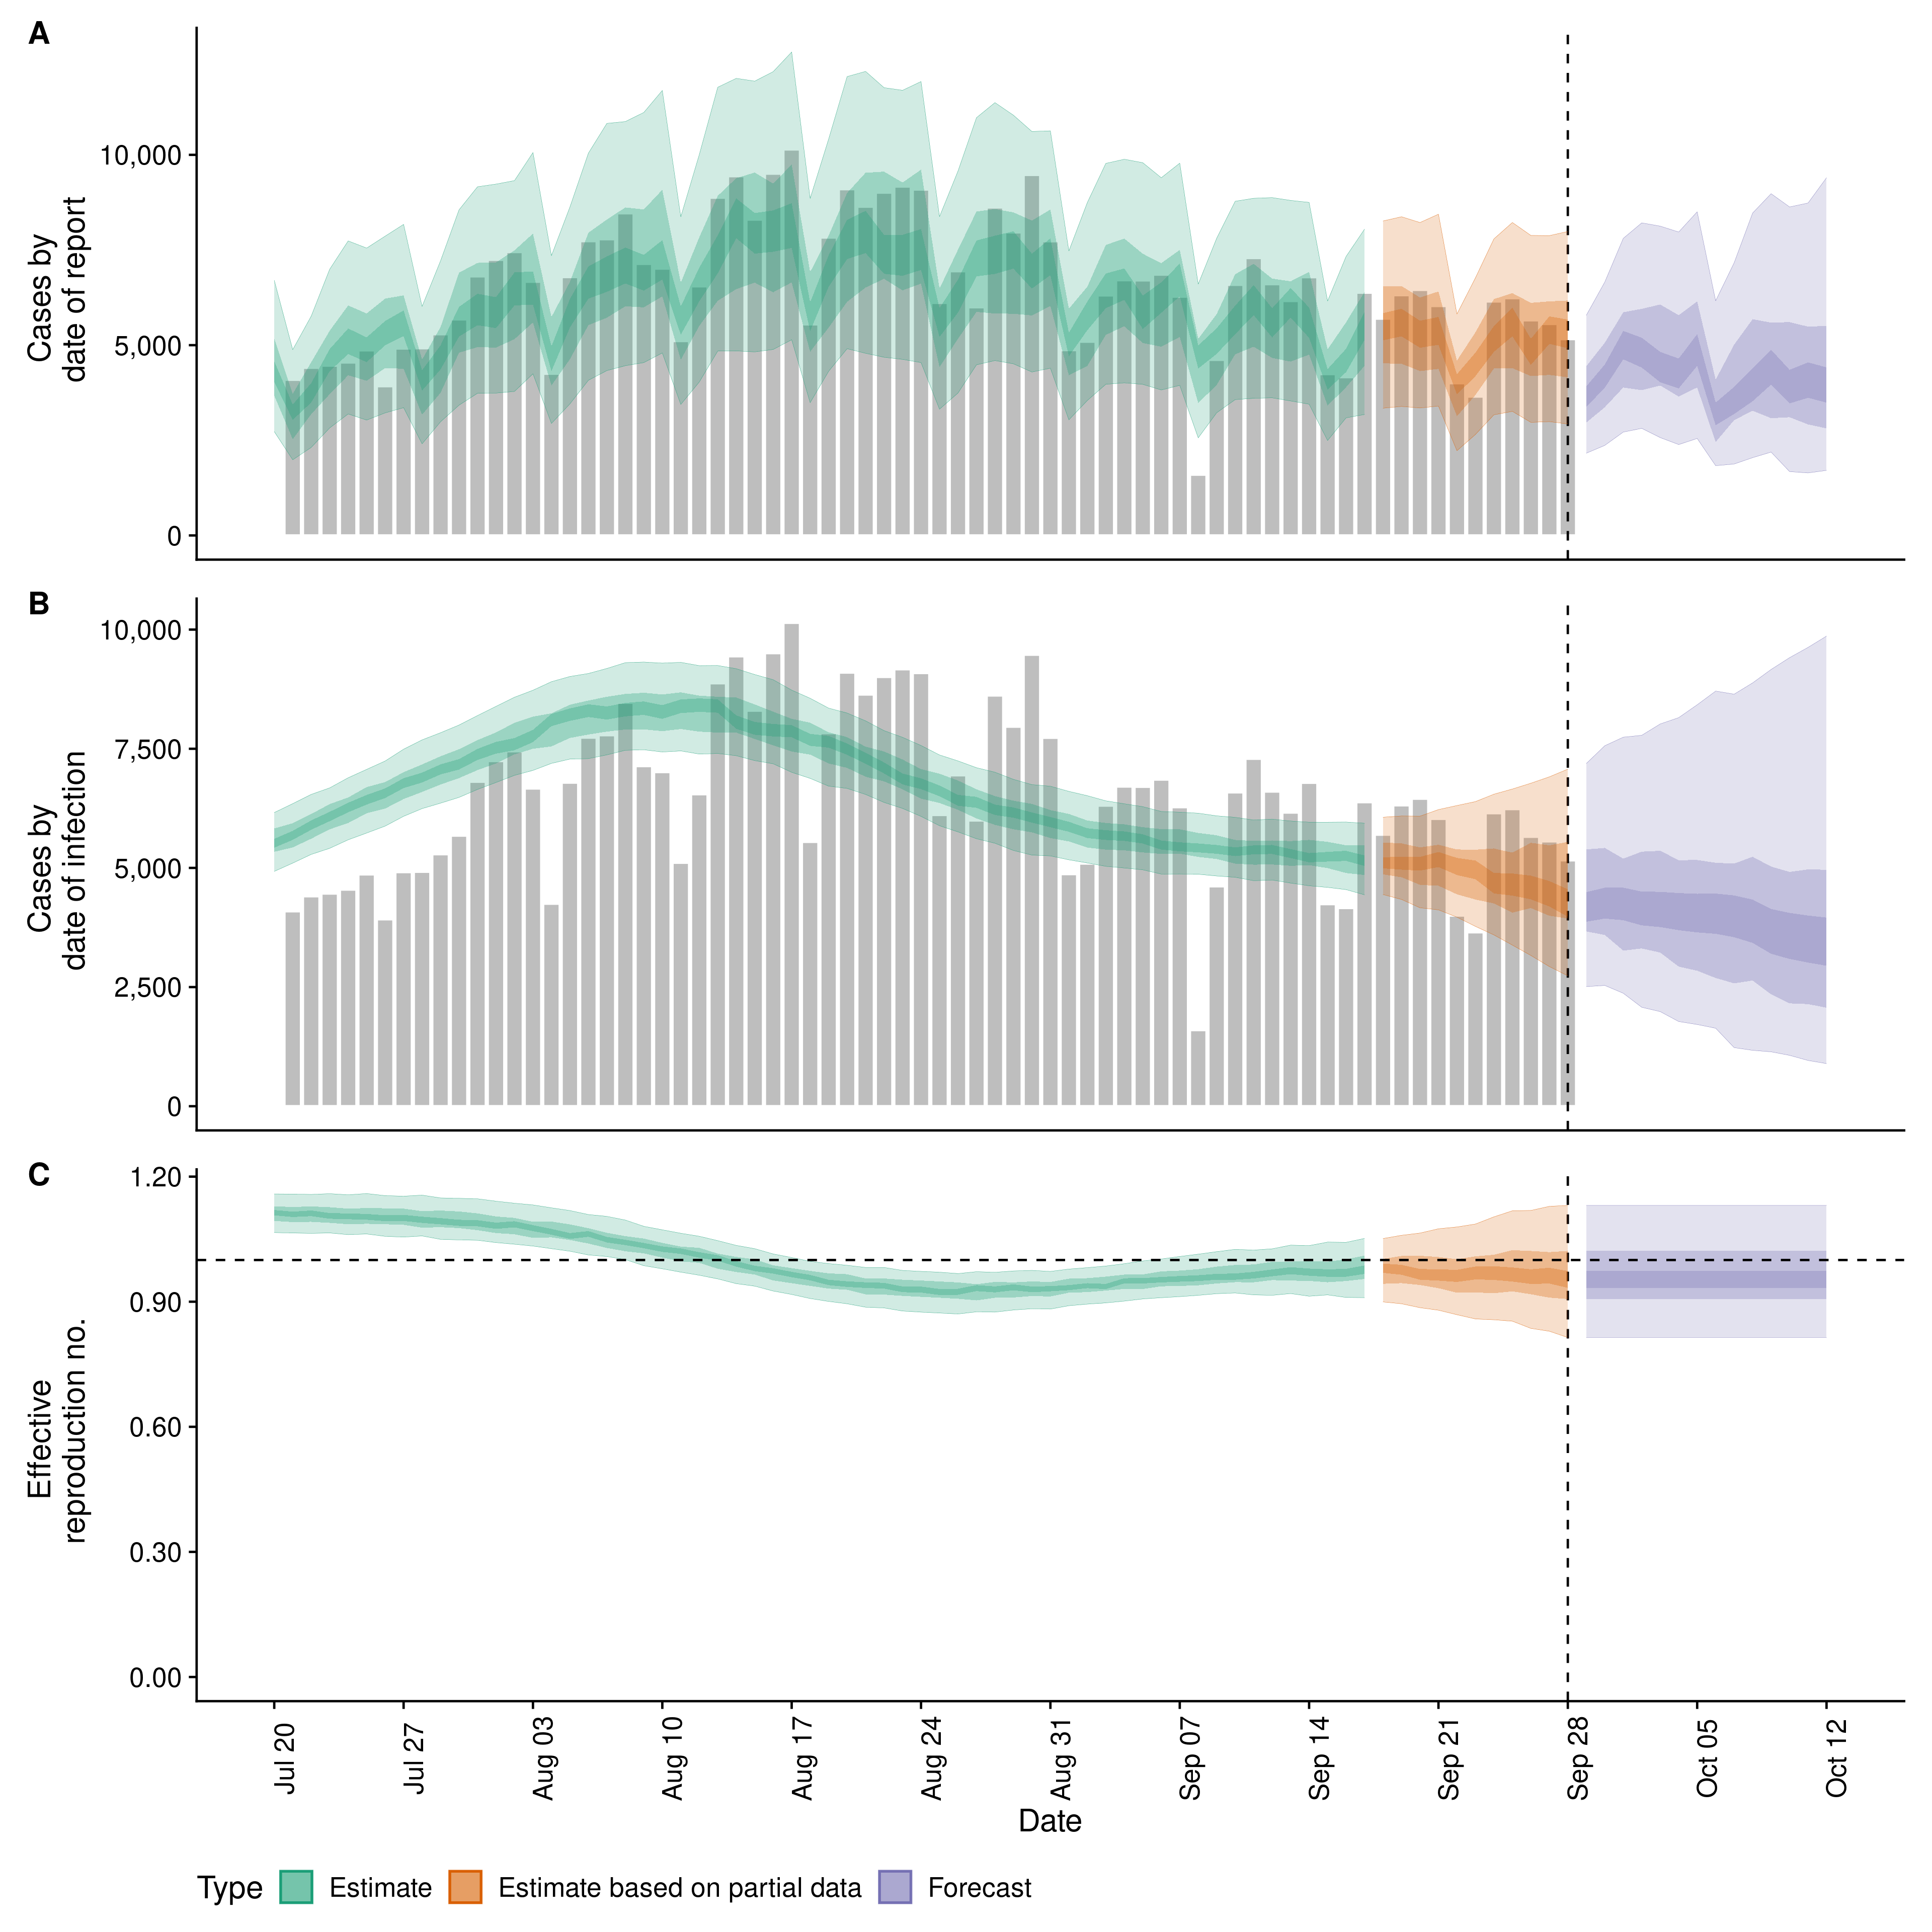 A
Cases by
date of report
10,000
5,000
0
B
Cases by
date of infection
10,000
7,500
5,000
2,500
0
C
Effective
reproduction no.
1.20
0.90
0.60
0.30
0.00
Jul 20
Jul 27
Aug 03
Aug 10
Aug 17
Aug 24
Aug 31
Sep 07
Sep 14
Sep 21
Sep 28
Oct 05
Oct 12
Date
Type Estimate Estimate based on partial data Forecast